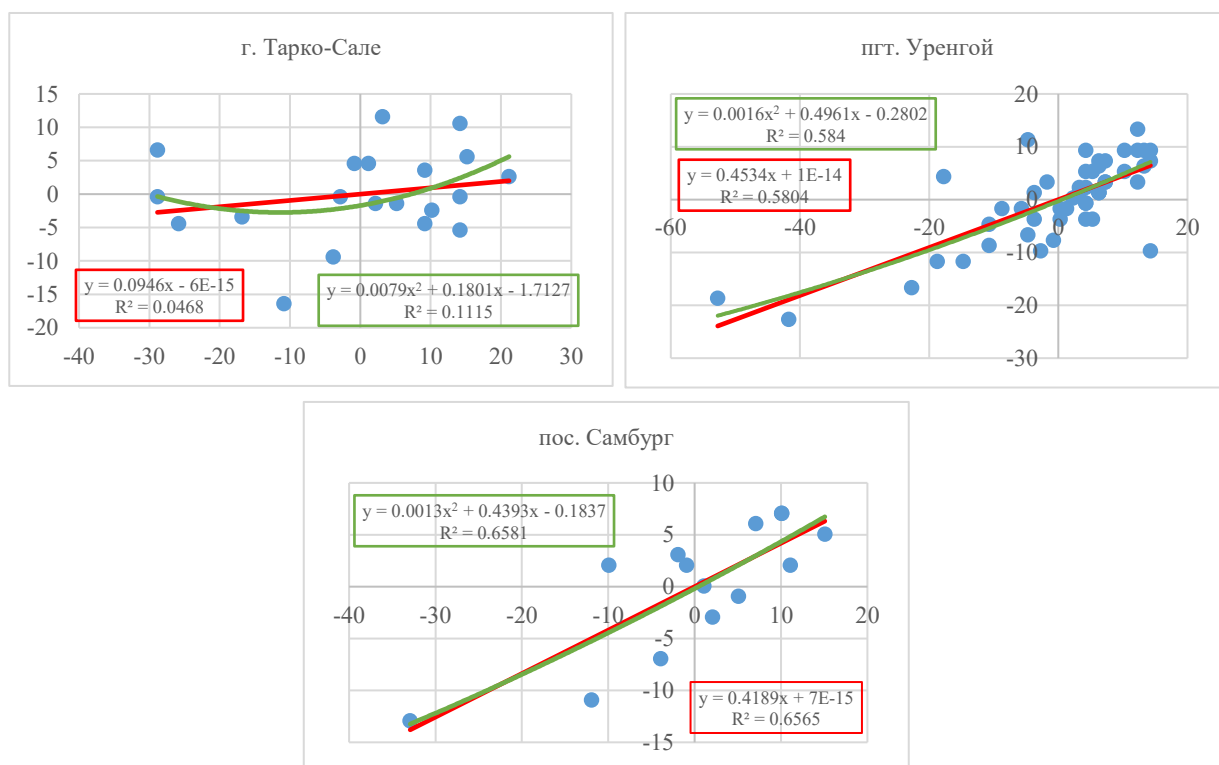 г. Тарко-Сале
15
10
5
0
-5
-10
-15
-20
-40 -30 -20 -10 0 10 20 30
y = 0.0946x - 6E-15
R² = 0.0468
y = 0.0079x² + 0.1801x - 1.7127
R² = 0.1115
пгт. Уренгой
20
10
0
-10
-20
-30
-60 -40 -20 0 20
y = 0.0016x² + 0.4961x - 0.2802
R² = 0.584
y = 0.4534x + 1E-14
R² = 0.5804
пос. Самбург
10
5
0
-5
-10
-15
-40 -30 -20 -10 0 10 20
y = 0.0013x² + 0.4393x - 0.1837
R² = 0.6581
y = 0.4189x + 7E-15
R² = 0.6565